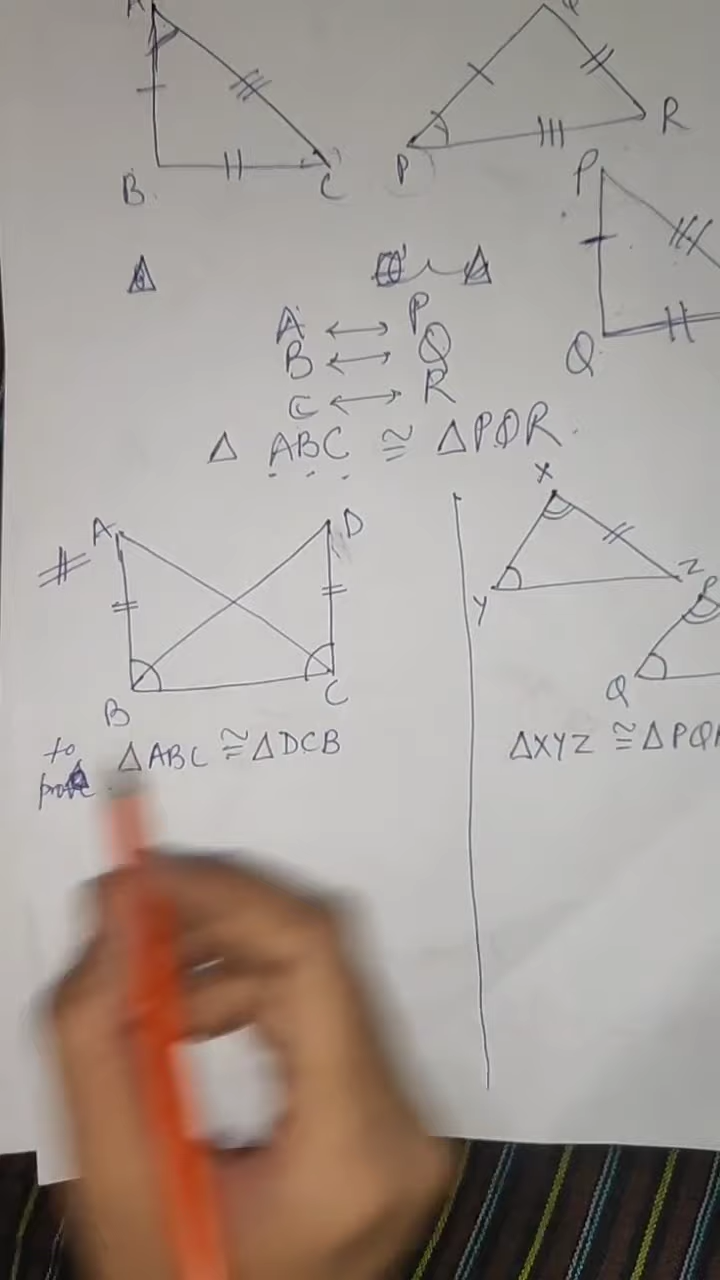 A
B
C
P
R
P
Q
A ↔ P
B ↔ Q
C ↔ R
Δ ABC ≅ ΔPQR.
A
D
B
C
to prove ΔABC ≅ ΔDCB
X
Y
Z
P
Q
ΔXYZ ≅ ΔPQ